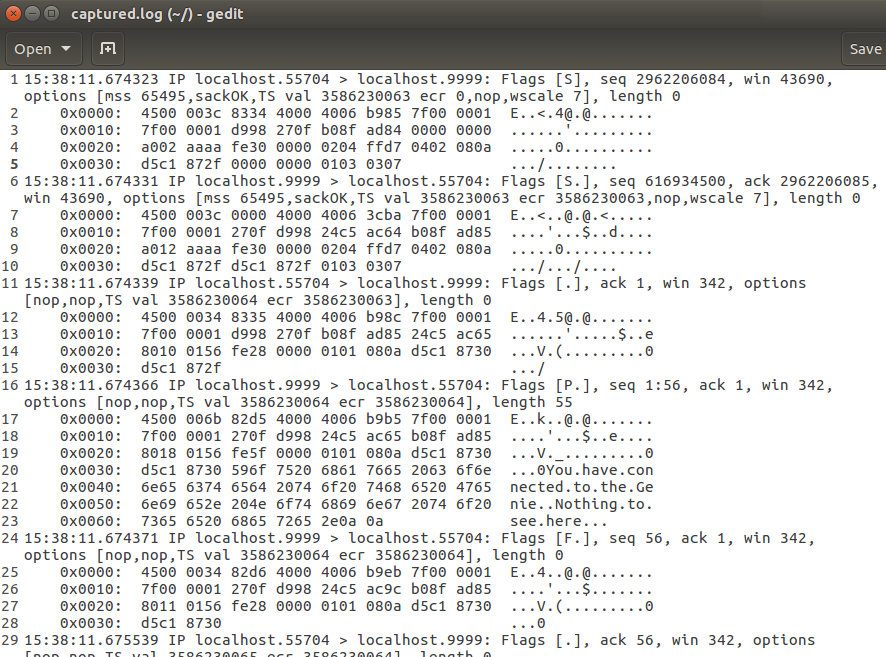 captured.log (~/) - gedit
Open
Save
1 15:38:11.674323 IP localhost.55704 > localhost.9999: Flags [S], seq 2962206084, win 43690,
options [mss 65495,sackOK,TS val 3586230063 ecr 0,nop,wscale 7], length 0
2 0x0000: 4500 003c 8334 4000 4006 b985 7f00 0001 E..<.4@.@.......
3 0x0010: 7f00 0001 d998 270f b08f ad84 0000 0000 ......'.........
4 0x0020: a002 aaaa fe30 0000 0204 ffd7 0402 080a .....0..........
5 0x0030: d5c1 872f 0000 0000 0103 0307 .../........
6 15:38:11.674331 IP localhost.9999 > localhost.55704: Flags [S.], seq 616934500, ack 2962206085,
win 43690, options [mss 65495,sackOK,TS val 3586230063 ecr 3586230063,nop,wscale 7], length 0
7 0x0000: 4500 003c 0000 4000 4006 3cba 7f00 0001 E..<..@.@.<.....
8 0x0010: 7f00 0001 270f d998 24c5 ac64 b08f ad85 ....'...$..d....
9 0x0020: a012 aaaa fe30 0000 0204 ffd7 0402 080a .....0..........
10 0x0030: d5c1 872f d5c1 872f 0103 0307 .../.../....
11 15:38:11.674339 IP localhost.55704 > localhost.9999: Flags [.], ack 1, win 342, options
[nop,nop,TS val 3586230064 ecr 3586230063], length 0
12 0x0000: 4500 0034 8335 4000 4006 b98c 7f00 0001 E..4.5@.@.......
13 0x0010: 7f00 0001 d998 270f b08f ad85 24c5 ac65 ......'.....$..e
14 0x0020: 8010 0156 fe28 0000 0101 080a d5c1 8730 ...V.(.........0
15 0x0030: d5c1 872f .../
16 15:38:11.674366 IP localhost.9999 > localhost.55704: Flags [P.], seq 1:56, ack 1, win 342,
options [nop,nop,TS val 3586230064 ecr 3586230064], length 55
17 0x0000: 4500 006b 82d5 4000 4006 b9b5 7f00 0001 E..k..@.@.......
18 0x0010: 7f00 0001 270f d998 24c5 ac65 b08f ad85 ....'...$..e....
19 0x0020: 8018 0156 fe5f 0000 0101 080a d5c1 8730 ...V._.........0
20 0x0030: d5c1 8730 596f 7520 6861 7665 2063 6f6e ...0You.have.con
21 0x0040: 6e65 6374 6564 2074 6f20 7468 6520 4765 nected.to.the.Ge
22 0x0050: 6e69 652e 204e 6f74 6869 6e67 2074 6f20 nie..Nothing.to.
23 0x0060: 7365 6520 6865 7265 2e0a 0a see.here...
24 15:38:11.674371 IP localhost.9999 > localhost.55704: Flags [F.], seq 56, ack 1, win 342,
options [nop,nop,TS val 3586230064 ecr 3586230064], length 0
25 0x0000: 4500 0034 82d6 4000 4006 b9eb 7f00 0001 E..4..@.@.......
26 0x0010: 7f00 0001 270f d998 24c5 ac9c b08f ad85 ....'...$.......
27 0x0020: 8011 0156 fe28 0000 0101 080a d5c1 8730 ...V.(.........0
28 0x0030: d5c1 8730 ...0
29 15:38:11.675539 IP localhost.55704 > localhost.9999: Flags [.], ack 56, win 342, options
[nop,nop,TS val 3586230065 ecr 3586230064], length 0